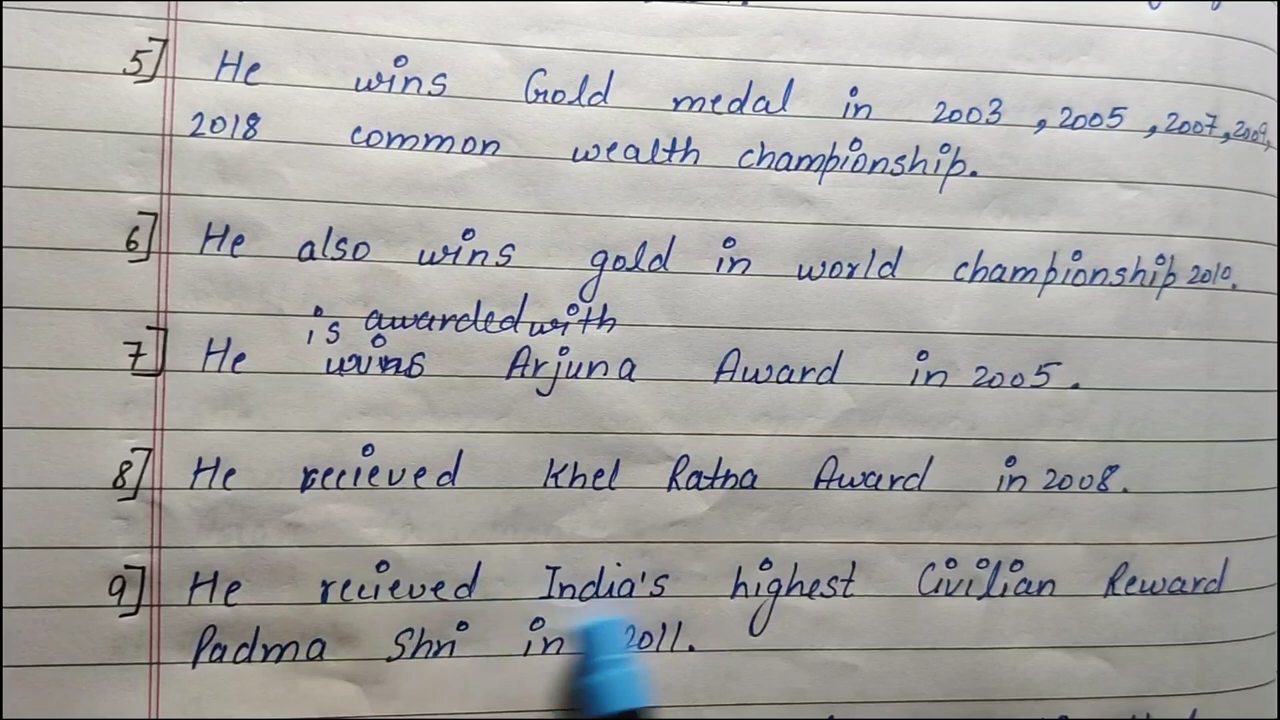 5] He wins Gold medal in 2003, 2005, 2007, 2009,
2018 common wealth championship.
6] He also wins gold in world championship 2010.
is awarded with
7] He wins Arjuna Award in 2005.
8] He recieved Khel Ratna Award in 2008.
9] He recieved India's highest Civilian Reward
Padma Shri in 2011.